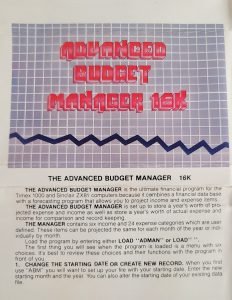 ADVANCED
BUDGET
MANAGER 16K
THE ADVANCED BUDGET MANAGER 16K
THE ADVANCED BUDGET MANAGER is the ultimate financial program for the
Timex 1000 and Sinclair ZX81 computers because it combines a financial data base
with a forecasting program that allows you to project income and expense items.
THE ADVANCED BUDGET MANAGER is set up to store a year's worth of pro-
jected expense and income as well as store a year's worth of actual expense and
income for comparison and record keeping.
THE MANAGER contains six income and 24 expense categories which are user
defined. These items can be projected the same for each month of the year or indi-
vidually by month.
Load the program by entering either LOAD "ADMAN" or LOAD " ".
The first thing you will see when the program is loaded is a menu with six
choices. It's best to review these choices and their functions with the program in
front of you.
1. CHANGE THE STARTDATE OR CREATE NEW RECORD. When you first
use "ABM" you will want to set up your file with your starting date. Enter the new
starting month and the year. You can also alter the starting date of your existing data
file.